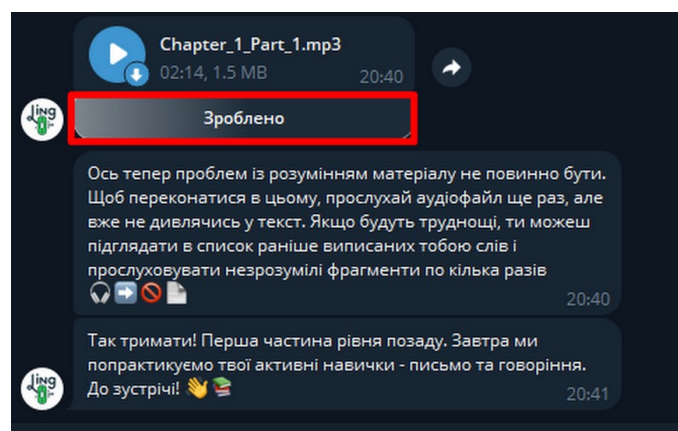 Chapter_1_Part_1.mp3
02:14, 1.5 MB 20:40
Ling
Зроблено
Ось тепер проблем із розумінням матеріалу не повинно бути.
Щоб переконатися в цьому, прослухай аудіофайл ще раз, але
вже не дивлячись у текст. Якщо будуть труднощі, ти можеш
підглядати в список раніше виписаних тобою слів і
прослуховувати незрозумілі фрагменти по кілька разів
🎧➡️🚫📄 20:40
Так тримати! Перша частина рівня позаду. Завтра ми
попрактикуємо твої активні навички - письмо та говоріння.
Ling
До зустрічі! 👋📚 20:41